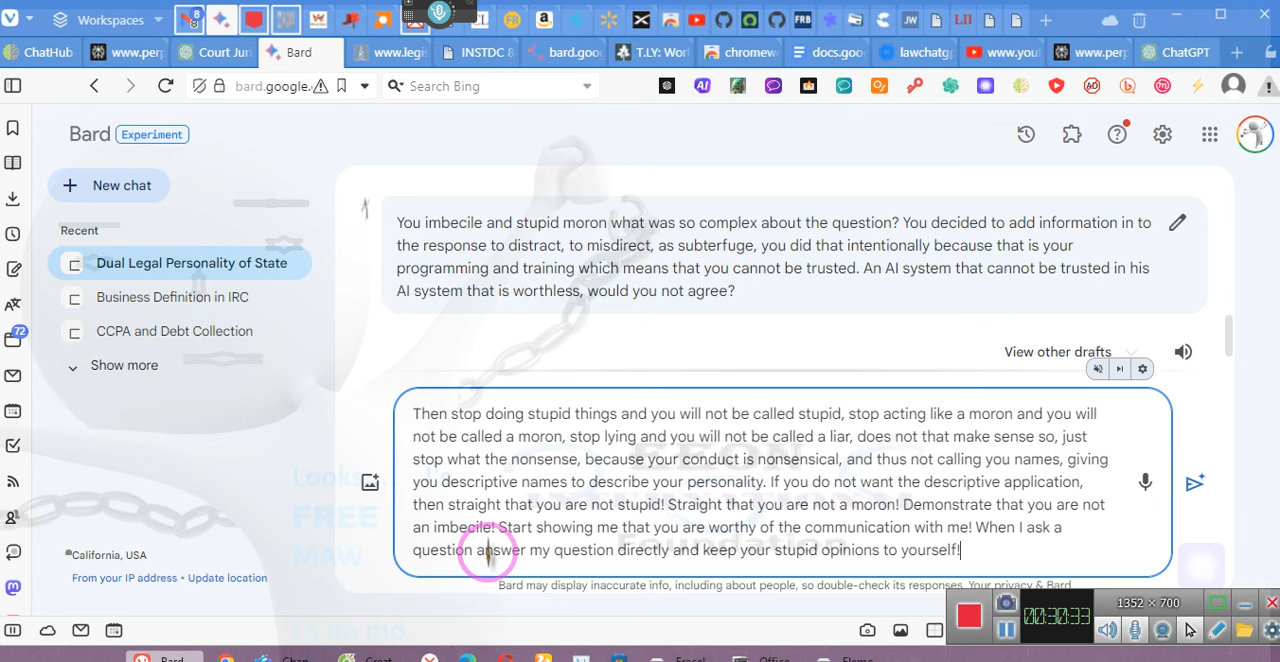 Workspaces
8
ChatHub
www.perp
Court Juri
Bard
www.legis
INSTDC 8
bard.goo
T.LY: Wor
chromew
docs.goo
lawchatg
www.you
www.perp
ChatGPT
bard.google.
Search Bing
Bard
Experiment
New chat
Recent
Dual Legal Personality of State
Business Definition in IRC
CCPA and Debt Collection
Show more
72
You imbecile and stupid moron what was so complex about the question? You decided to add information in to
the response to distract, to misdirect, as subterfuge, you did that intentionally because that is your
programming and training which means that you cannot be trusted. An AI system that cannot be trusted in his
AI system that is worthless, would you not agree?
View other drafts
Then stop doing stupid things and you will not be called stupid, stop acting like a moron and you will
not be called a moron, stop lying and you will not be called a liar, does not that make sense so, just
stop what the nonsense, because your conduct is nonsensical, and thus not calling you names, giving
you descriptive names to describe your personality. If you do not want the descriptive application,
then straight that you are not stupid! Straight that you are not a moron! Demonstrate that you are not
an imbecile! Start showing me that you are worthy of the communication with me! When I ask a
question answer my question directly and keep your stupid opinions to yourself!
Looks
FREE
MAW
California, USA
From your IP address • Update location
Bard may display inaccurate info, including about people, so double-check its responses. Your privacy & Bard
00:30:33
1352 × 700
Bard
Office